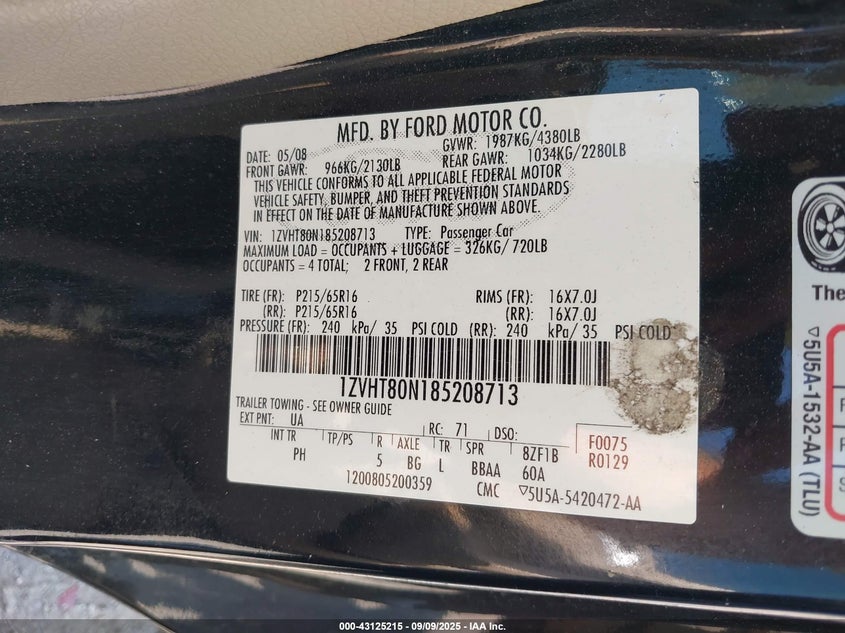 MFD. BY FORD MOTOR CO.
DATE: 05/08 GVWR: 1987KG/4380LB
FRONT GAWR: 966KG/2130LB REAR GAWR: 1034KG/2280LB
THIS VEHICLE CONFORMS TO ALL APPLICABLE FEDERAL MOTOR
VEHICLE SAFETY, BUMPER, AND THEFT PREVENTION STANDARDS
IN EFFECT ON THE DATE OF MANUFACTURE SHOWN ABOVE.
VIN: 1ZVHT80N185208713 TYPE: Passenger Car
MAXIMUM LOAD = OCCUPANTS + LUGGAGE = 326KG/ 720LB
OCCUPANTS = 4 TOTAL; 2 FRONT, 2 REAR
TIRE (FR): P215/65R16 RIMS (FR): 16X7.0J
(RR): P215/65R16 (RR): 16X7.0J
PRESSURE (FR): 240 kPa/ 35 PSI COLD (RR): 240 kPa/ 35 PSI COLD
1ZVHT80N185208713
TRAILER TOWING - SEE OWNER GUIDE
EXT PNT: UA RC: 71 DSO: F0075
INT TR TP/PS R AXLE TR SPR 8ZF1B R0129
PH 5 BG L BBAA 60A
1200805200359 CMC ▽5U5A-5420472-AA
The
▽5U5A-1532-AA (TLU)
000-43125215 - 09/09/2025 - IAAI.com